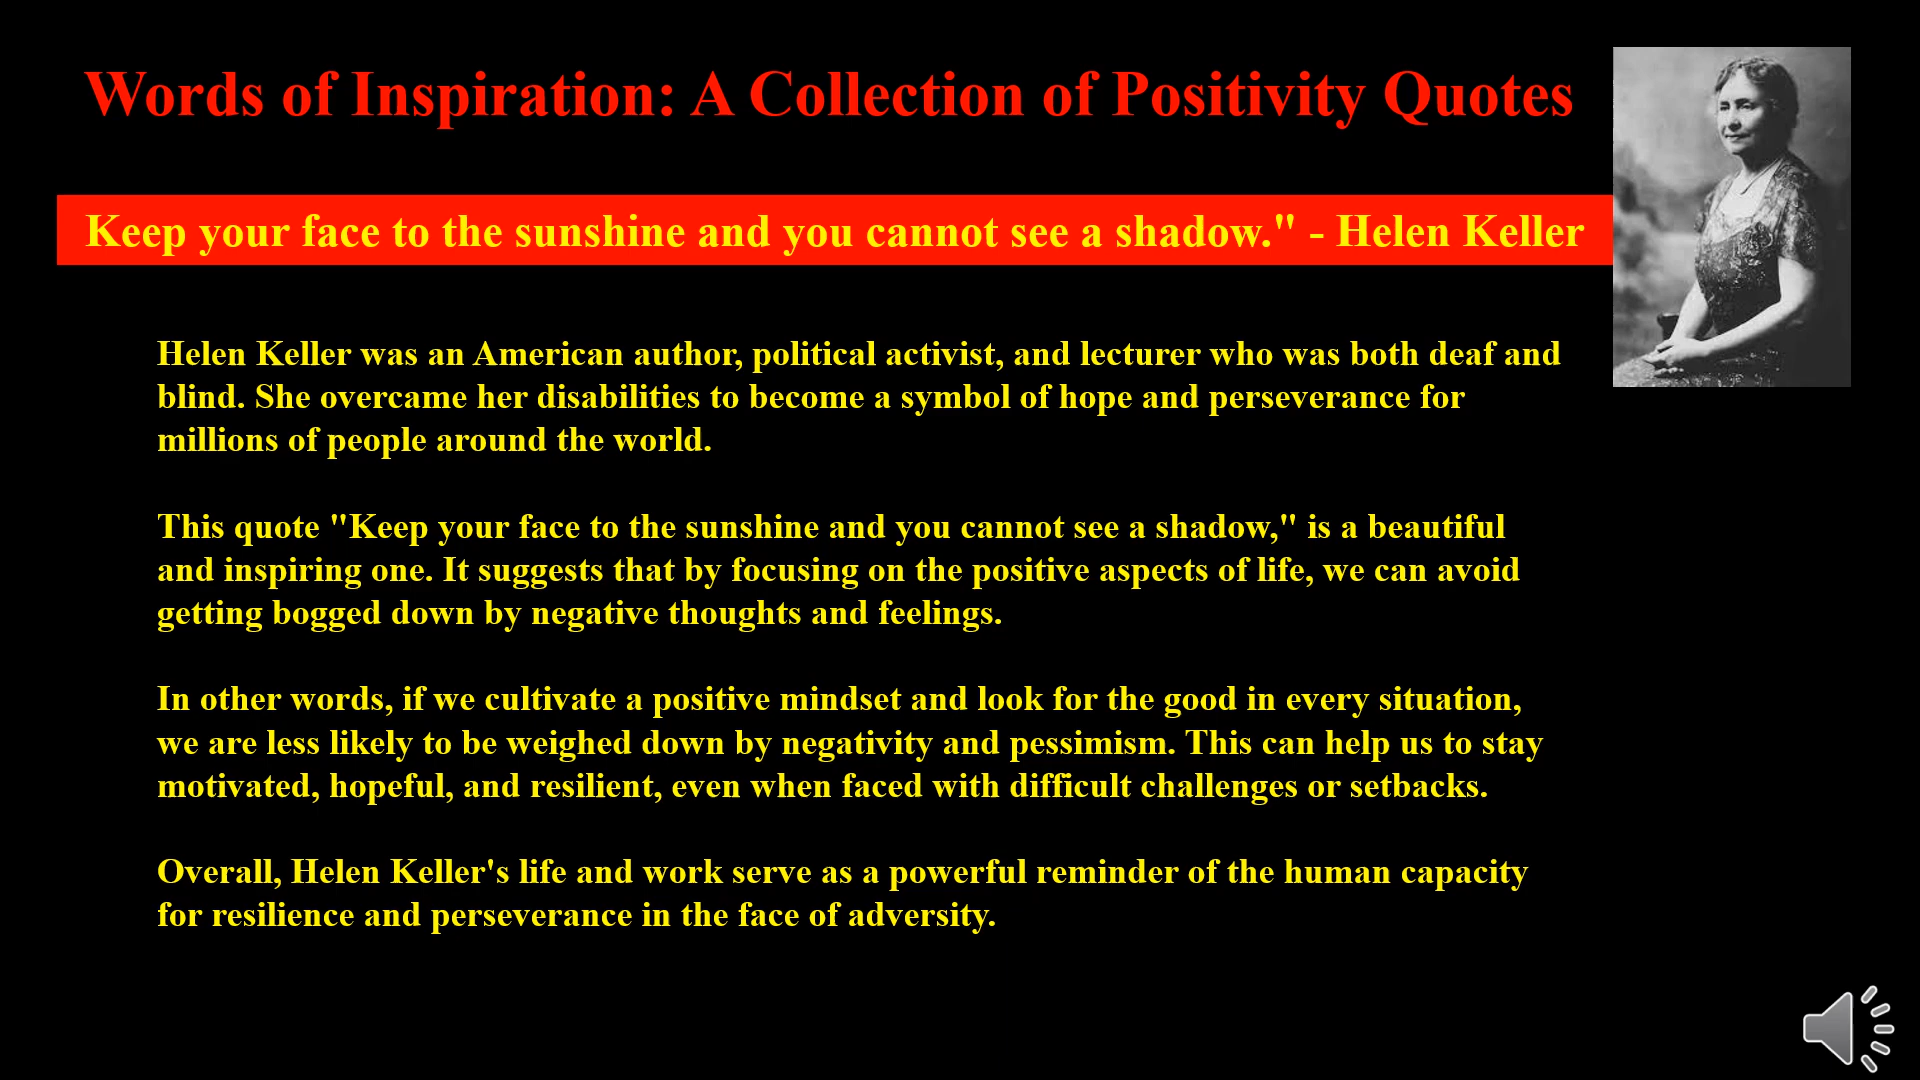 Words of Inspiration: A Collection of Positivity Quotes
Keep your face to the sunshine and you cannot see a shadow." - Helen Keller
Helen Keller was an American author, political activist, and lecturer who was both deaf and
blind. She overcame her disabilities to become a symbol of hope and perseverance for
millions of people around the world.
This quote "Keep your face to the sunshine and you cannot see a shadow," is a beautiful
and inspiring one. It suggests that by focusing on the positive aspects of life, we can avoid
getting bogged down by negative thoughts and feelings.
In other words, if we cultivate a positive mindset and look for the good in every situation,
we are less likely to be weighed down by negativity and pessimism. This can help us to stay
motivated, hopeful, and resilient, even when faced with difficult challenges or setbacks.
Overall, Helen Keller's life and work serve as a powerful reminder of the human capacity
for resilience and perseverance in the face of adversity.